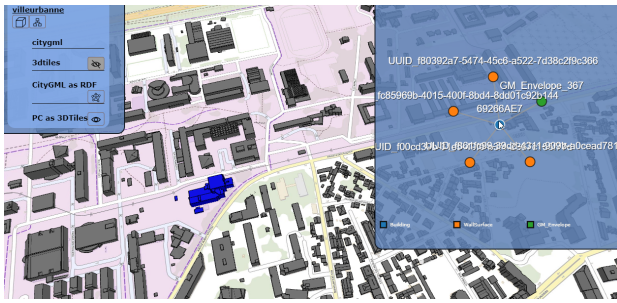 villeurbanne
citygml
3dtiles
CityGML as RDF
PC as 3DTiles
UUID_f80392a7-5474-45c6-a522-7d38c2f9c366
GM_Envelope_367
fc85969b-4015-400f-8bd4-8dd01c92b144
69266AE7
Building
WallSurface
GM_Envelope